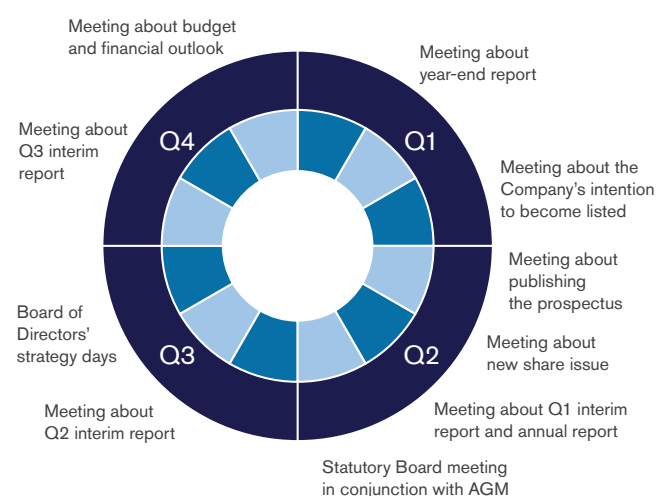 Meeting about budget
and financial outlook
Meeting about
year-end report
Q4
Q1
Meeting about
Q3 interim
report
Meeting about the
Company’s intention
to become listed
Meeting about
publishing
the prospectus
Board of
Directors’
strategy days
Meeting about
new share issue
Q3
Q2
Meeting about
Q2 interim report
Meeting about Q1 interim
report and annual report
Statutory Board meeting
in conjunction with AGM